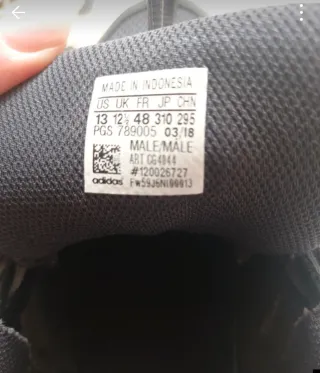 MADE IN INDONESIA
US UK FR JP CHN
13 12½ 48 310 295
PGS 789005 03/18
MALE/MALE
ART CG4044
#120026727
adidas